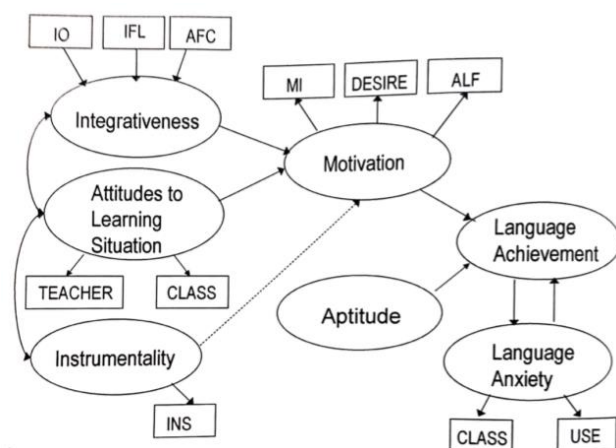 IO
IFL
AFC
MI
DESIRE
ALF
Integrativeness
Motivation
Attitudes to
Learning
Situation
Language
Achievement
TEACHER
CLASS
Aptitude
Instrumentality
Language
Anxiety
INS
CLASS
USE